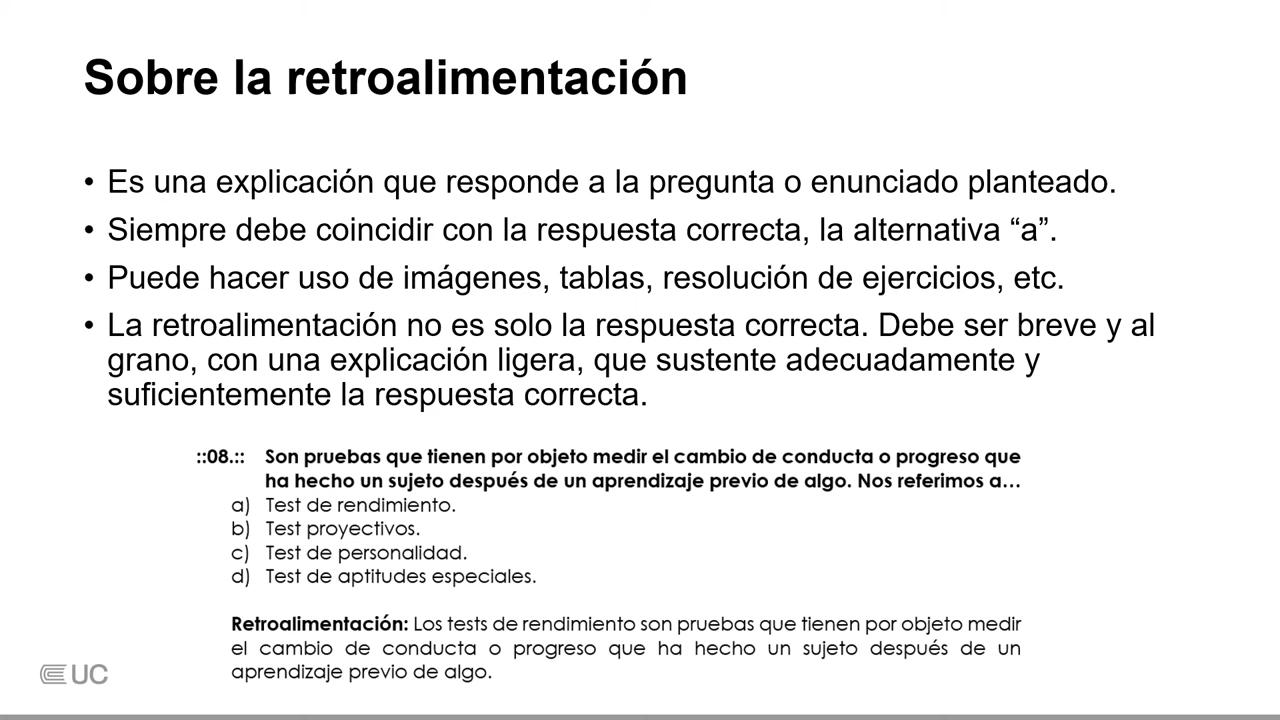 Sobre la retroalimentación
• Es una explicación que responde a la pregunta o enunciado planteado.
• Siempre debe coincidir con la respuesta correcta, la alternativa “a”.
• Puede hacer uso de imágenes, tablas, resolución de ejercicios, etc.
• La retroalimentación no es solo la respuesta correcta. Debe ser breve y al
grano, con una explicación ligera, que sustente adecuadamente y
suficientemente la respuesta correcta.
::08.:: Son pruebas que tienen por objeto medir el cambio de conducta o progreso que
ha hecho un sujeto después de un aprendizaje previo de algo. Nos referimos a…
a) Test de rendimiento.
b) Test proyectivos.
c) Test de personalidad.
d) Test de aptitudes especiales.
Retroalimentación: Los tests de rendimiento son pruebas que tienen por objeto medir
el cambio de conducta o progreso que ha hecho un sujeto después de un
aprendizaje previo de algo.
UC